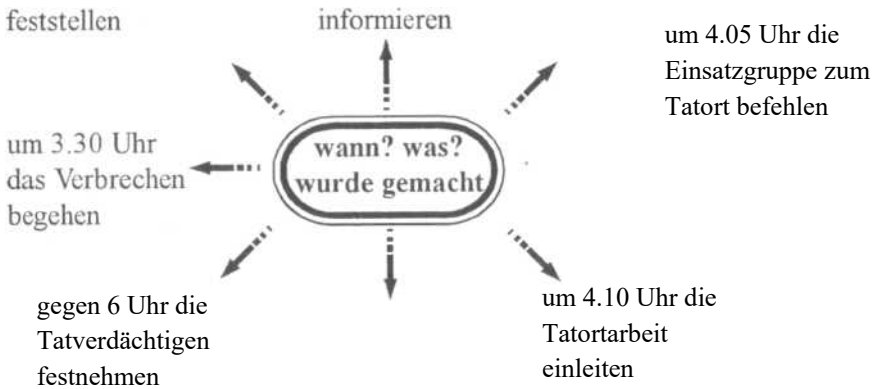 feststellen
informieren
um 4.05 Uhr die
Einsatzgruppe zum
Tatort befehlen
um 3.30 Uhr
das Verbrechen
begehen
wann? was?
wurde gemacht
gegen 6 Uhr die
Tatverdächtigen
festnehmen
um 4.10 Uhr die
Tatortarbeit
einleiten